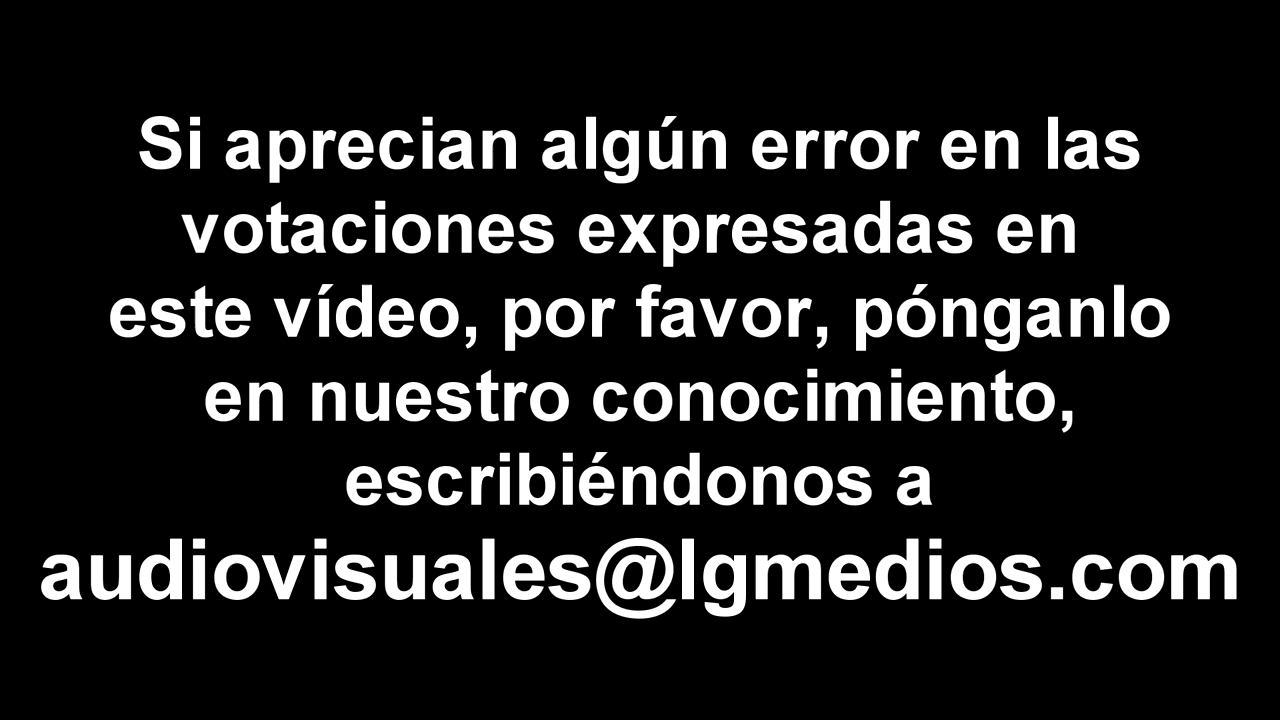 Si aprecian algún error en las
votaciones expresadas en
este vídeo, por favor, pónganlo
en nuestro conocimiento,
escribiéndonos a
audiovisuales@lgmedios.com